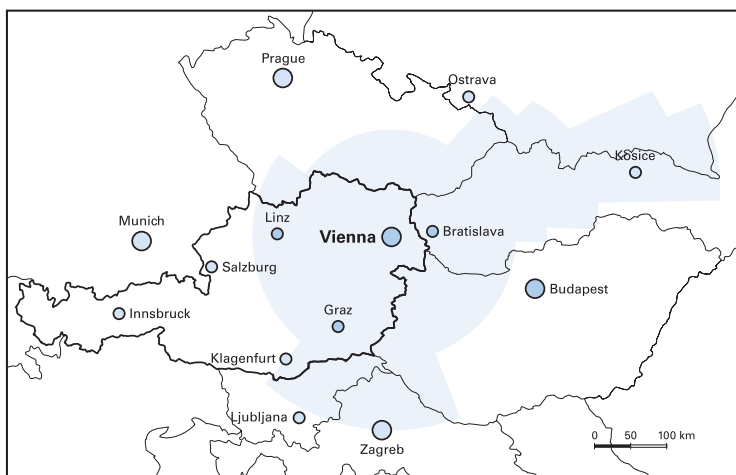 Prague
Ostrava
Košice
Munich
Linz
Vienna
Bratislava
Salzburg
Budapest
Innsbruck
Graz
Klagenfurt
Ljubljana
Zagreb
0 50 100 km